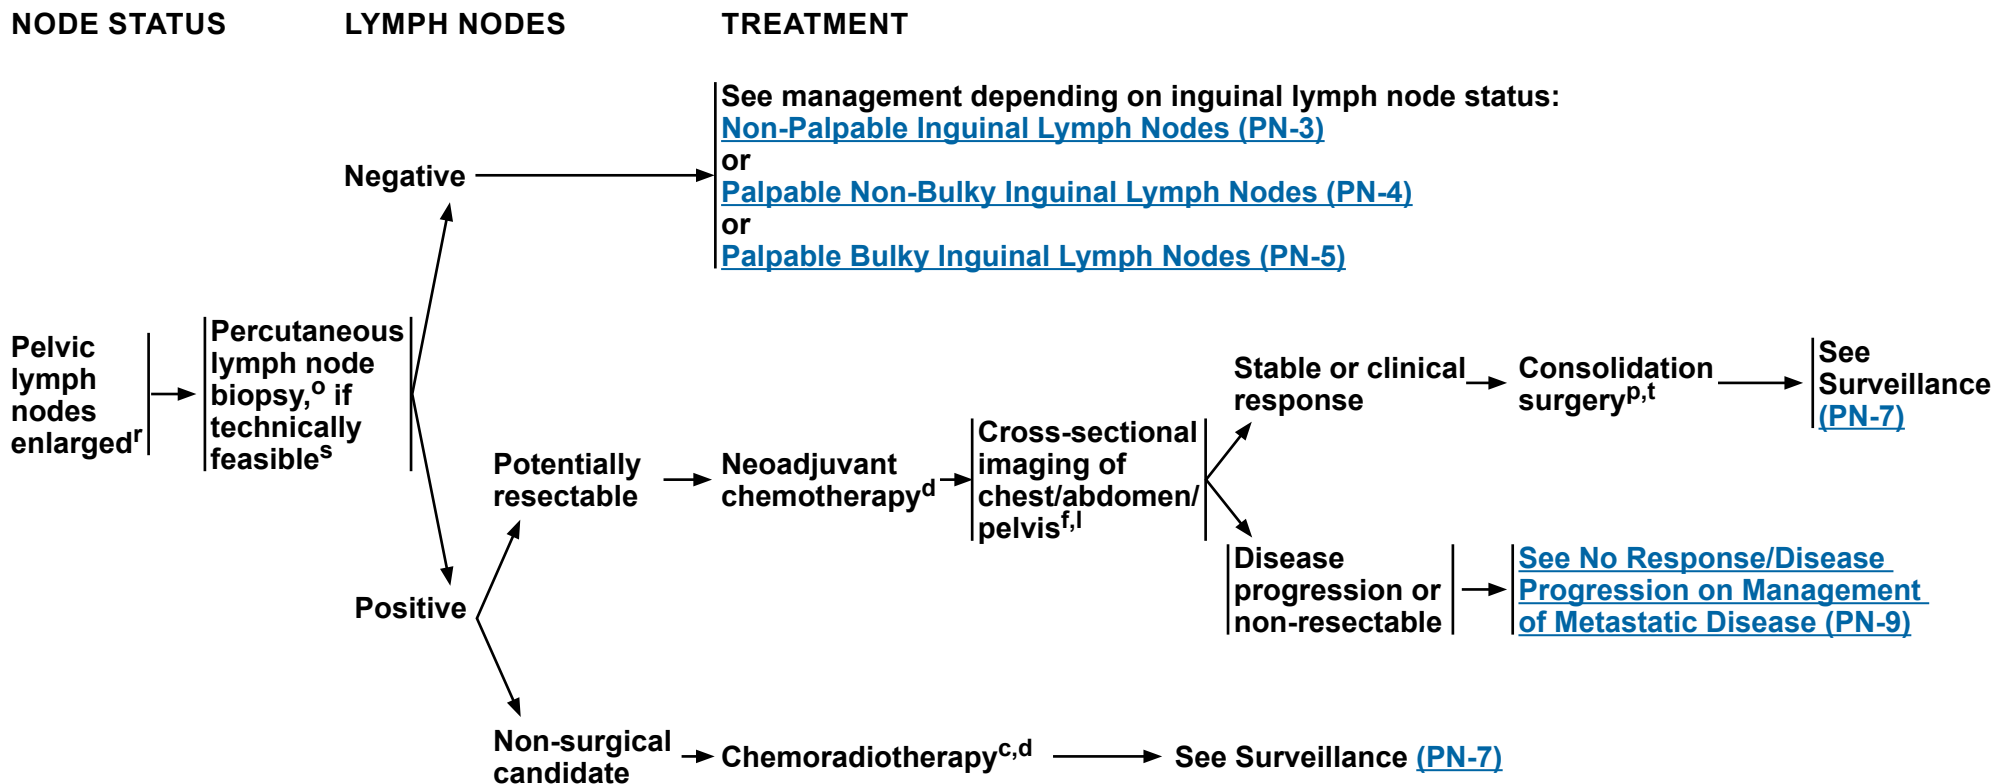 NODE STATUS LYMPH NODES TREATMENT
See management depending on inguinal lymph node status:
Non-Palpable Inguinal Lymph Nodes (PN-3)
or
Palpable Non-Bulky Inguinal Lymph Nodes (PN-4)
or
Palpable Bulky Inguinal Lymph Nodes (PN-5)
Negative
Pelvic
lymph
nodes
enlargedr
Percutaneous
lymph node
biopsy,o if
technically
feasibles
Positive
Potentially
resectable
Neoadjuvant
chemotherapyd
Cross-sectional
imaging of
chest/abdomen/
pelvisf,l
Stable or clinical
response
Consolidation
surgeryp,t
See
Surveillance
(PN-7)
Disease
progression or
non-resectable
See No Response/Disease
Progression on Management
of Metastatic Disease (PN-9)
Non-surgical
candidate
Chemoradiotherapyc,d
See Surveillance (PN-7)